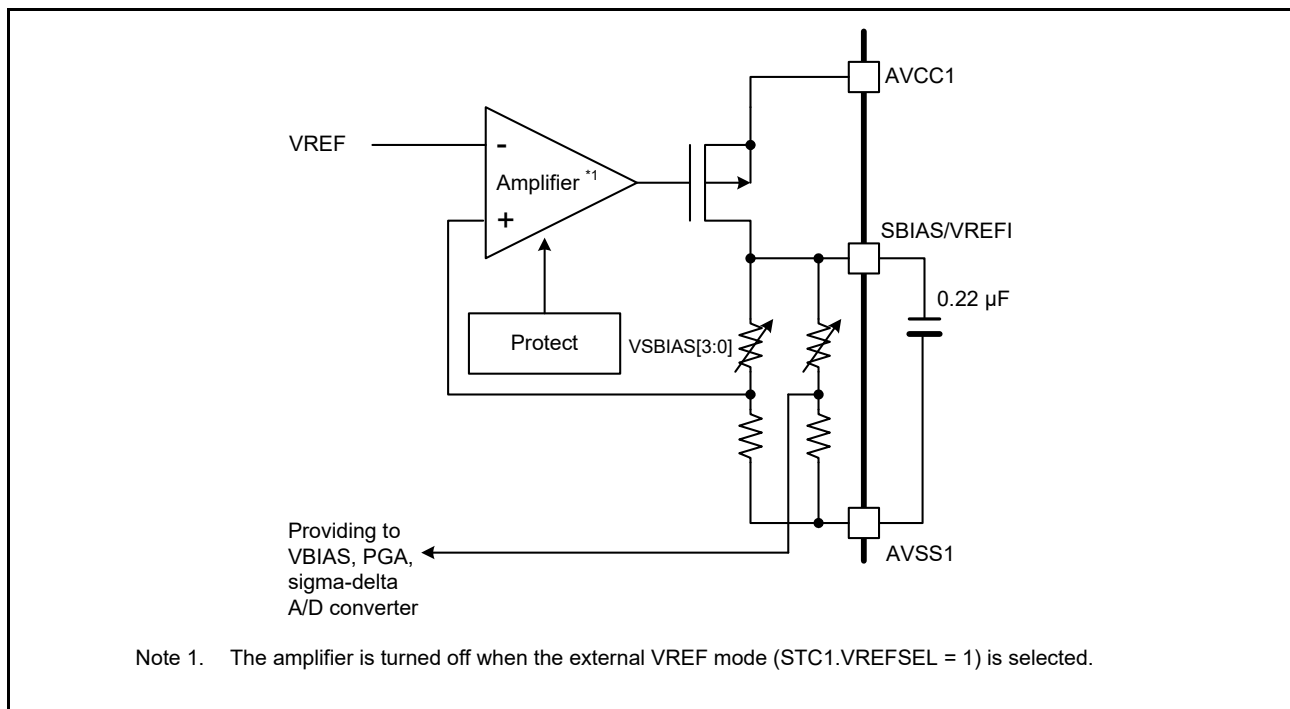 AVCC1
VREF
-
Amplifier *1
+
SBIAS/VREFI
0.22 µF
Protect
VSBIAS[3:0]
Providing to
VBIAS, PGA,
sigma-delta
A/D converter
AVSS1
Note 1. The amplifier is turned off when the external VREF mode (STC1.VREFSEL = 1) is selected.